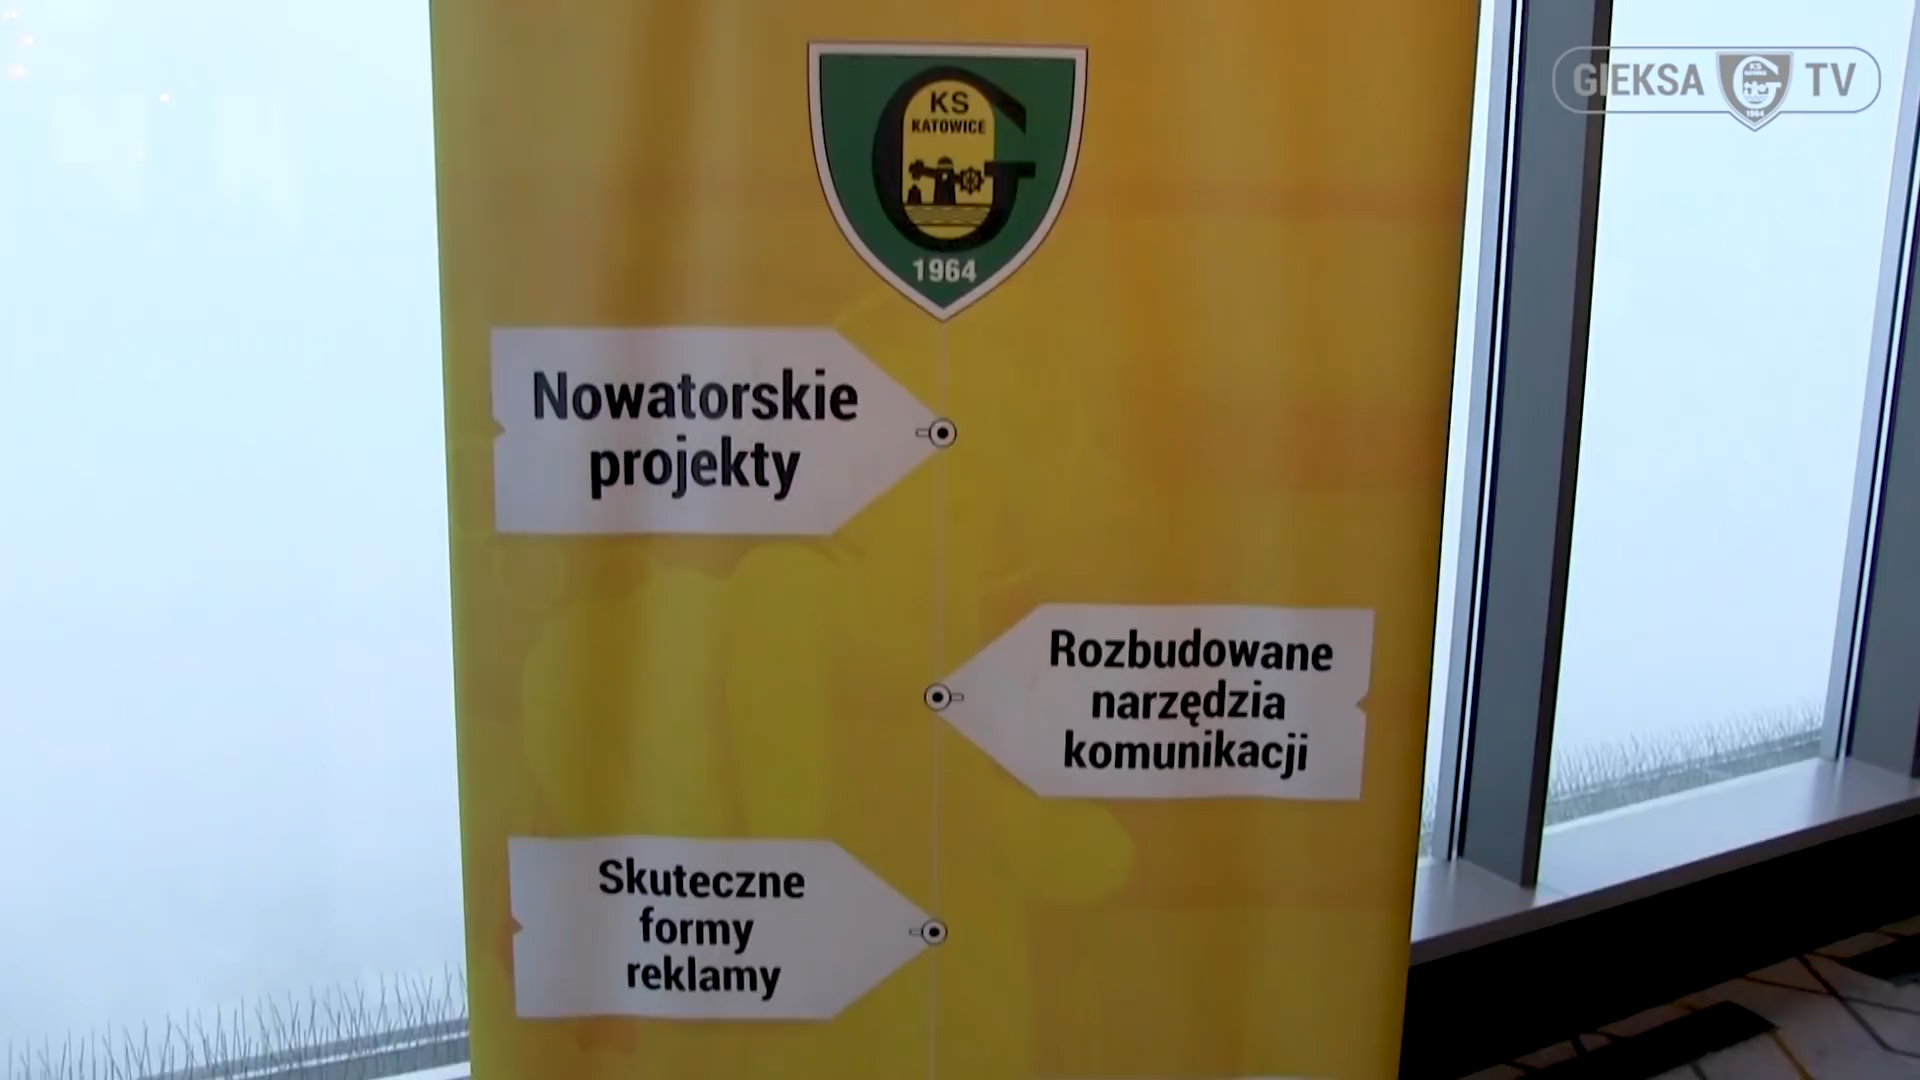 GIEKSA TV
KS
KATOWICE
1964
Nowatorskie
projekty
Rozbudowane
narzędzia
komunikacji
Skuteczne
formy
reklamy